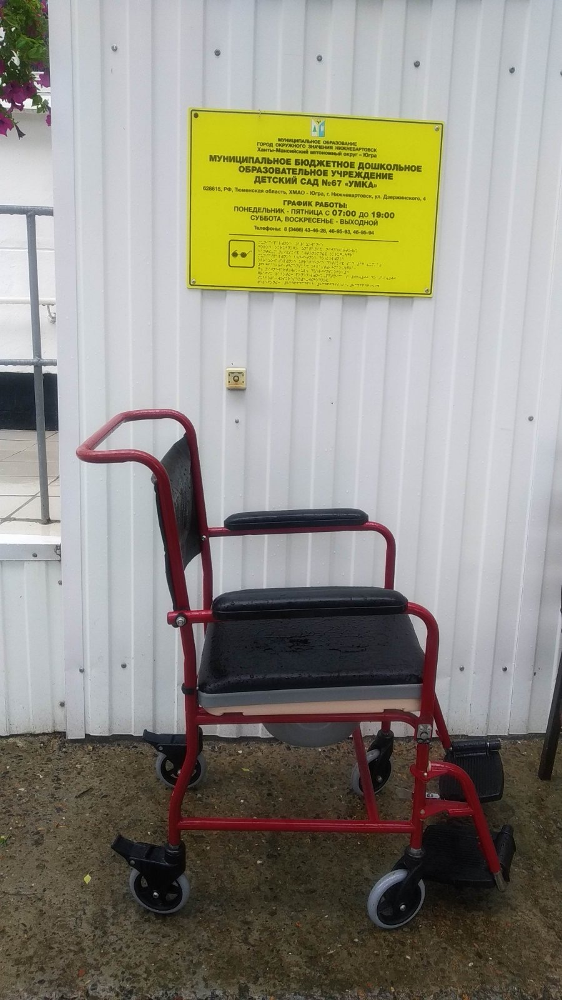 МУНИЦИПАЛЬНОЕ ОБРАЗОВАНИЕ
ГОРОД ОКРУЖНОГО ЗНАЧЕНИЯ НИЖНЕВАРТОВСК
Ханты-Мансийский автономный округ – Югра
МУНИЦИПАЛЬНОЕ БЮДЖЕТНОЕ ДОШКОЛЬНОЕ
ОБРАЗОВАТЕЛЬНОЕ УЧРЕЖДЕНИЕ
ДЕТСКИЙ САД №67 «УМКА»
628615, РФ, Тюменская область, ХМАО - Югра, г. Нижневартовск, ул. Дзержинского, 4
ГРАФИК РАБОТЫ:
ПОНЕДЕЛЬНИК - ПЯТНИЦА С 07:00 ДО 19:00
СУББОТА, ВОСКРЕСЕНЬЕ - ВЫХОДНОЙ
Телефоны: 8 (3466) 43-46-28, 46-95-93, 46-95-94